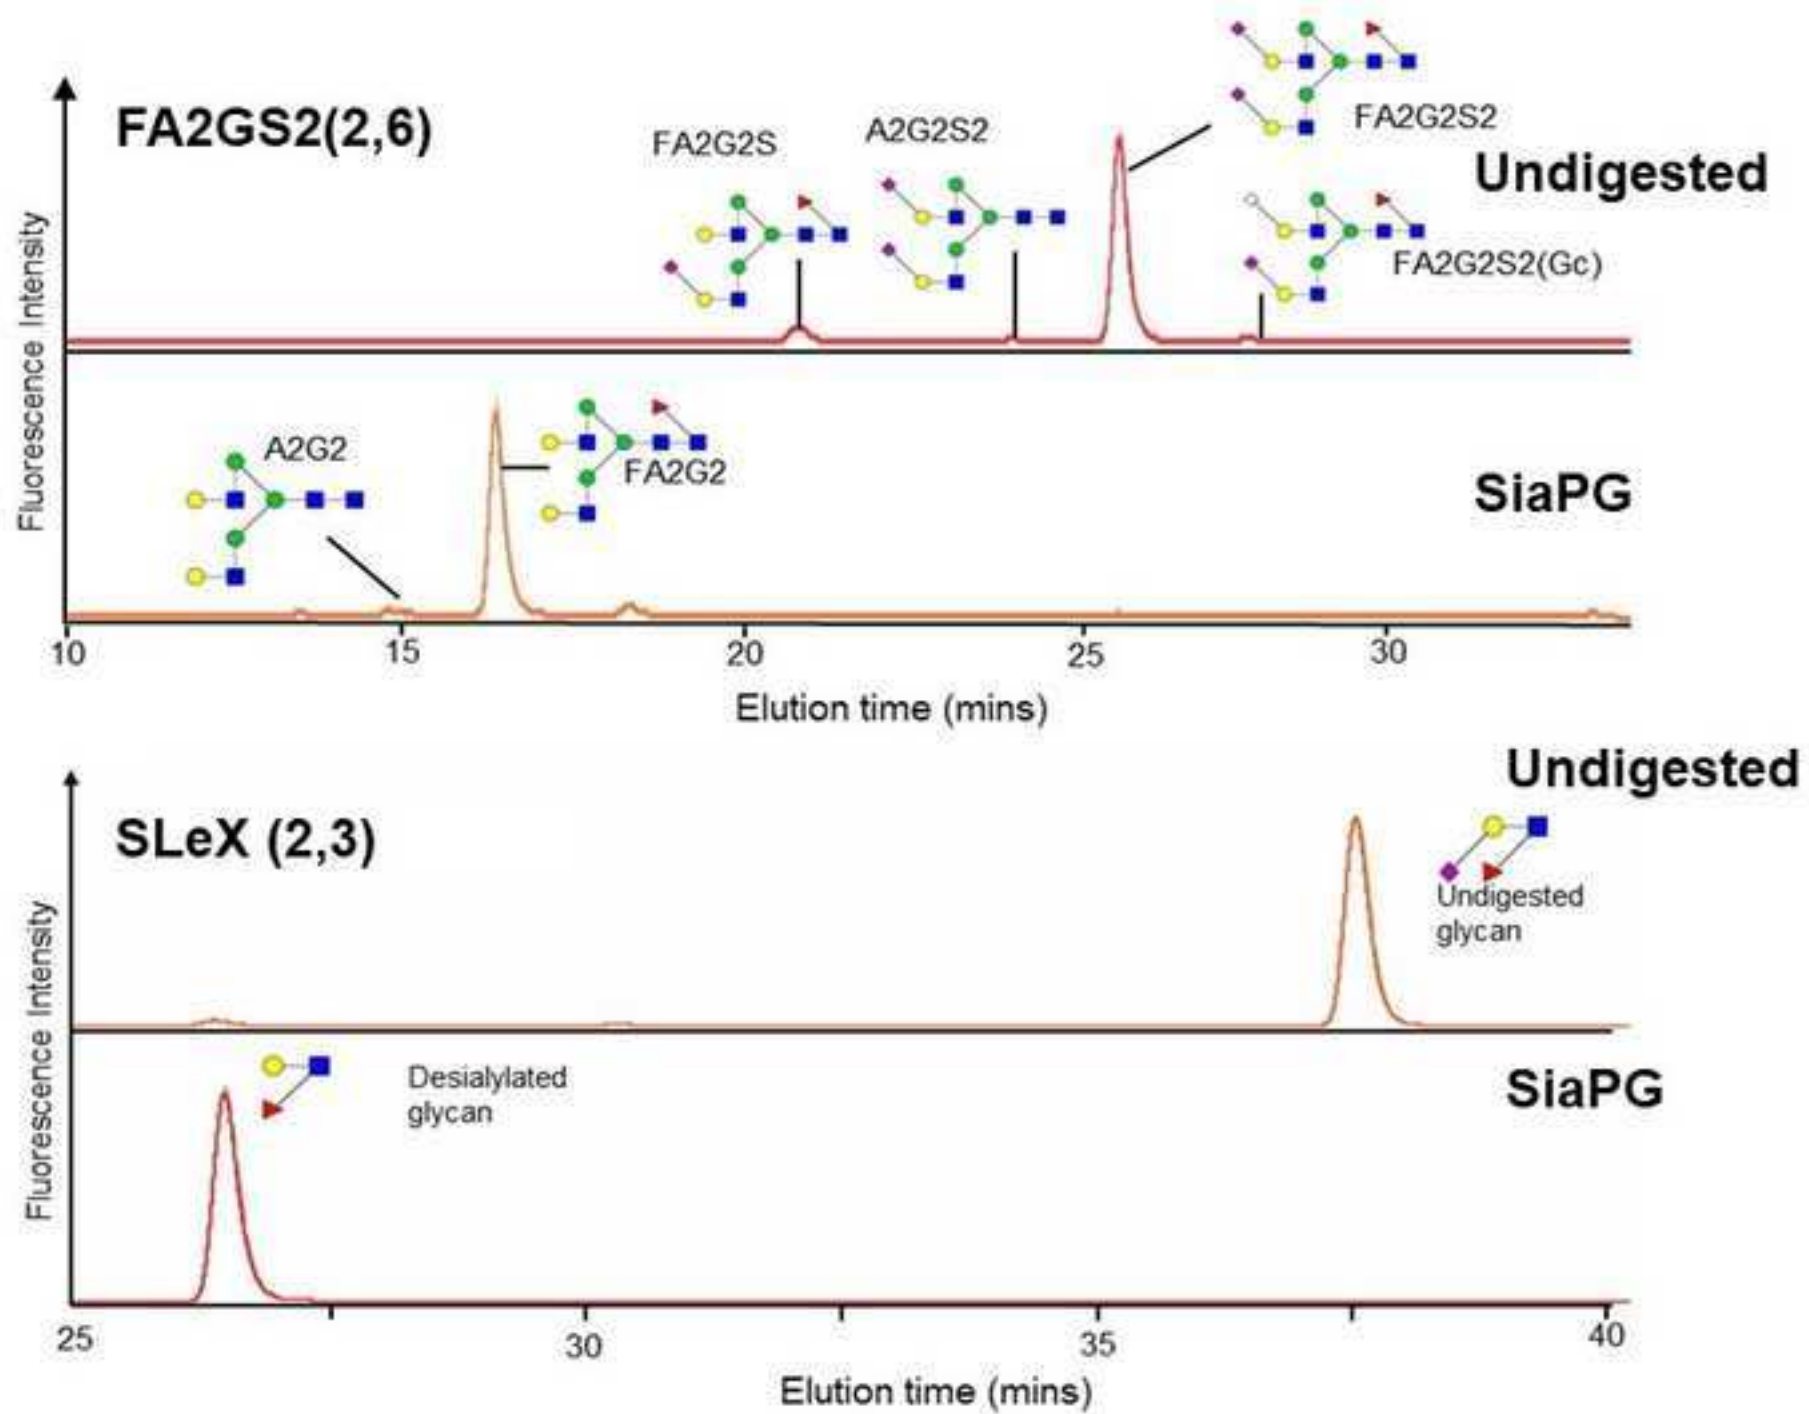 FA2GS2(2,6)
FA2G2S
A2G2S2
FA2G2S2
Undigested
FA2G2S2(Gc)
Fluorescence Intensity
A2G2
FA2G2
SiaPG
10 15 20 25 30
Elution time (mins)
Undigested
SLeX (2,3)
Undigested
glycan
Fluorescence Intensity
Desialylated
glycan
SiaPG
25 30 35 40
Elution time (mins)